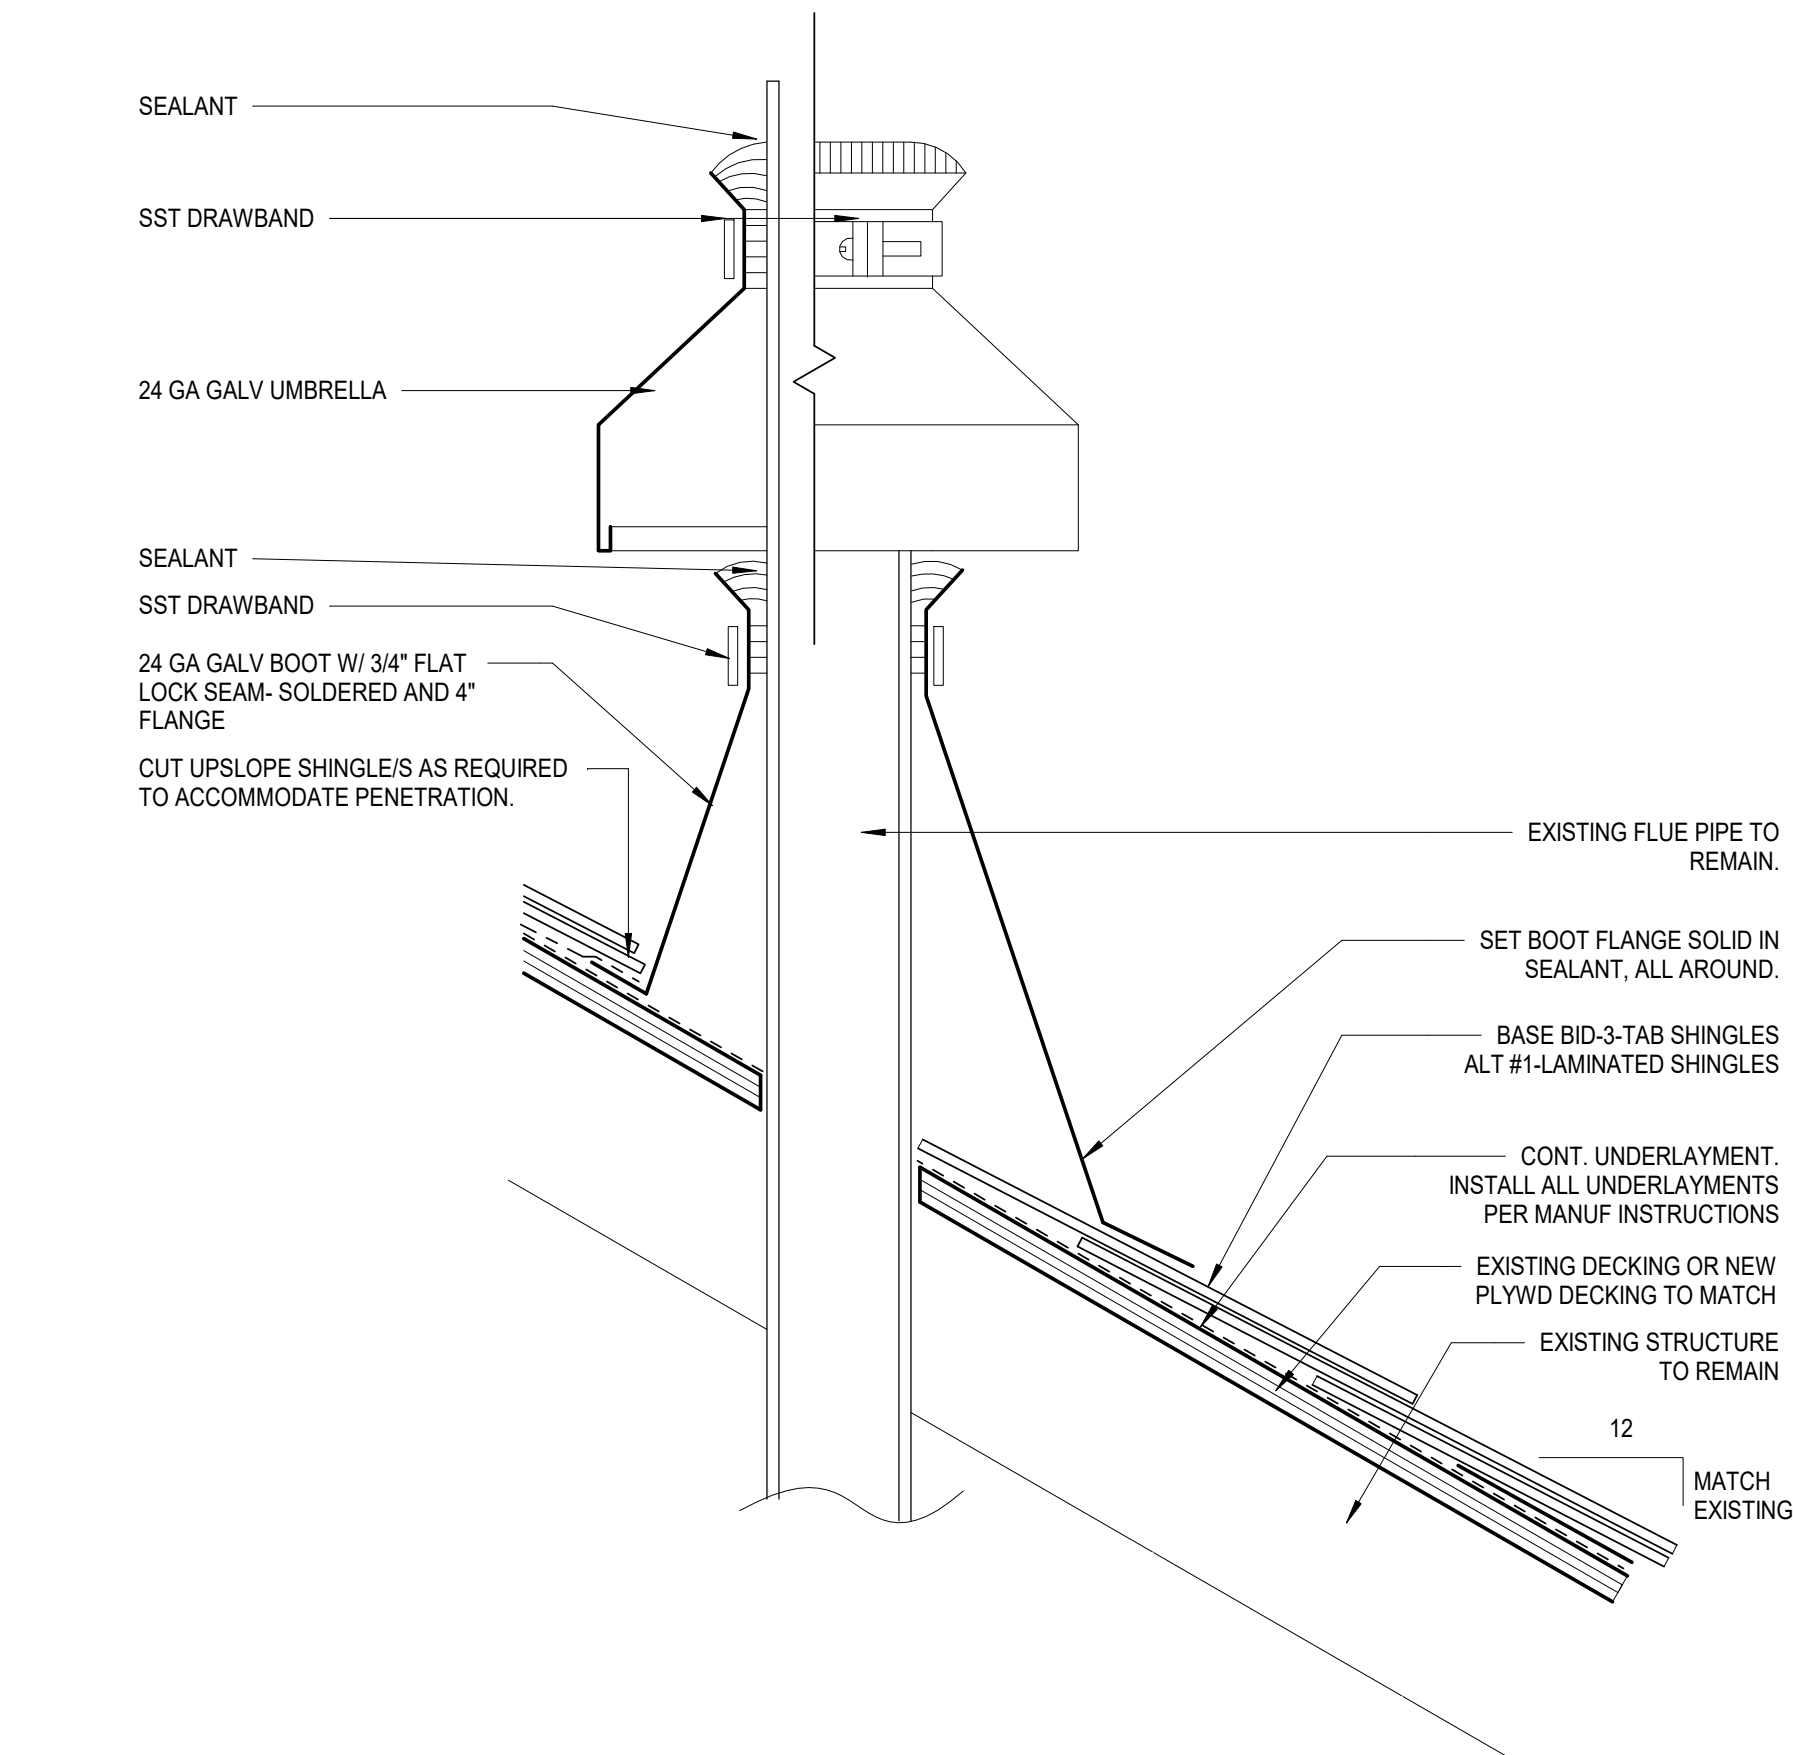 SEALANT
SST DRAWBAND
24 GA GALV UMBRELLA
SEALANT
SST DRAWBAND
24 GA GALV BOOT W/ 3/4" FLAT
LOCK SEAM- SOLDERED AND 4"
FLANGE
CUT UPSLOPE SHINGLE/S AS REQUIRED
TO ACCOMMODATE PENETRATION.
EXISTING FLUE PIPE TO
REMAIN.
SET BOOT FLANGE SOLID IN
SEALANT, ALL AROUND.
BASE BID-3-TAB SHINGLES
ALT #1-LAMINATED SHINGLES
CONT. UNDERLAYMENT.
INSTALL ALL UNDERLAYMENTS
PER MANUF INSTRUCTIONS
EXISTING DECKING OR NEW
PLYWD DECKING TO MATCH
EXISTING STRUCTURE
TO REMAIN
12
MATCH
EXISTING